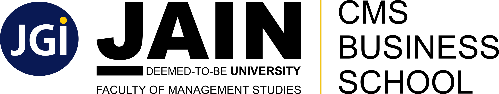 JGi
JAIN
DEEMED-TO-BE UNIVERSITY
FACULTY OF MANAGEMENT STUDIES
CMS
BUSINESS
SCHOOL